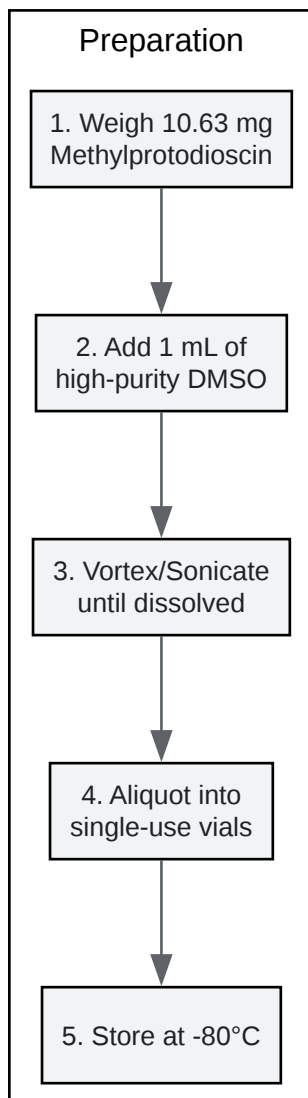 Preparation
1. Weigh 10.63 mg
Methylprotodioscin
2. Add 1 mL of
high-purity DMSO
3. Vortex/Sonicate
until dissolved
4. Aliquot into
single-use vials
5. Store at -80°C